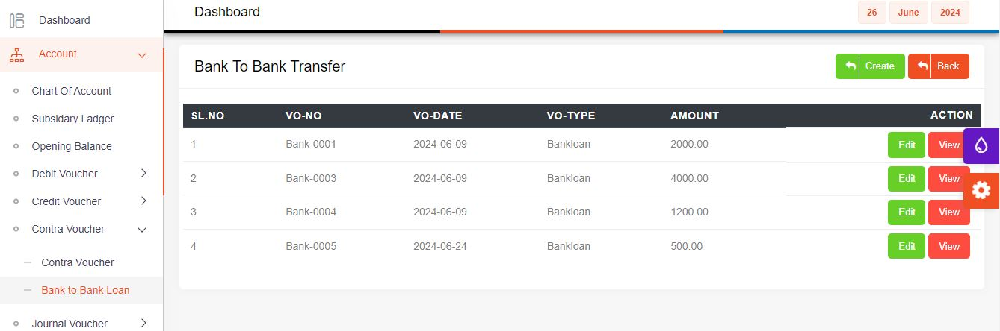 Dashboard
Account
Chart Of Account
Subsidary Ladger
Opening Balance
Debit Voucher
Credit Voucher
Contra Voucher
Contra Voucher
Bank to Bank Loan
Journal Voucher
Dashboard 26 June 2024
Bank To Bank Transfer Create Back
SL.NO VO-NO VO-DATE VO-TYPE AMOUNT ACTION
1 Bank-0001 2024-06-09 Bankloan 2000.00 Edit View
2 Bank-0003 2024-06-09 Bankloan 4000.00 Edit View
3 Bank-0004 2024-06-09 Bankloan 1200.00 Edit View
4 Bank-0005 2024-06-24 Bankloan 500.00 Edit View